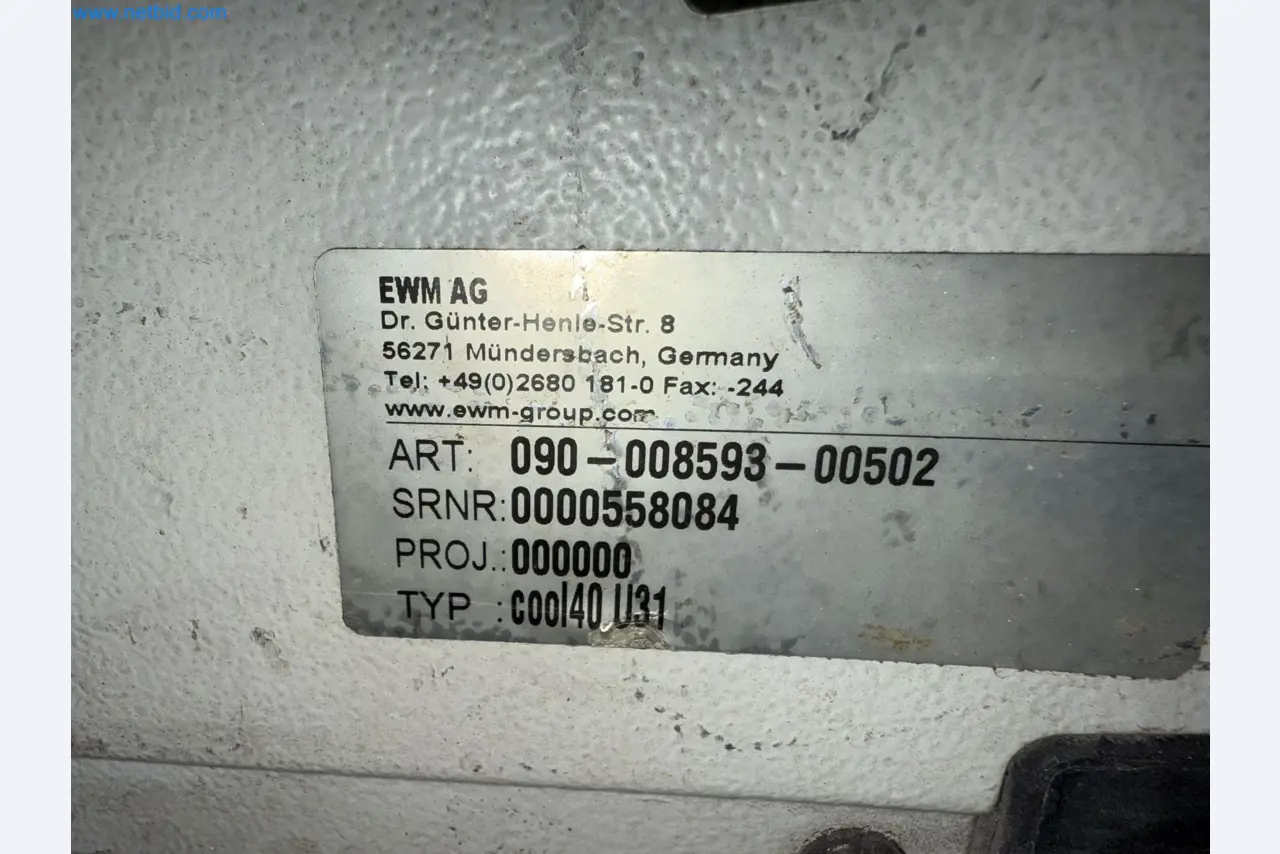 www.netbid.com
EWM AG
Dr. Günter-Henle-Str. 8
56271 Mündersbach, Germany
Tel: +49(0)2680 181-0 Fax: -244
www.ewm-group.com
ART: 090-008593-00502
SRNR:0000558084
PROJ.:000000
TYP :cool40 U31